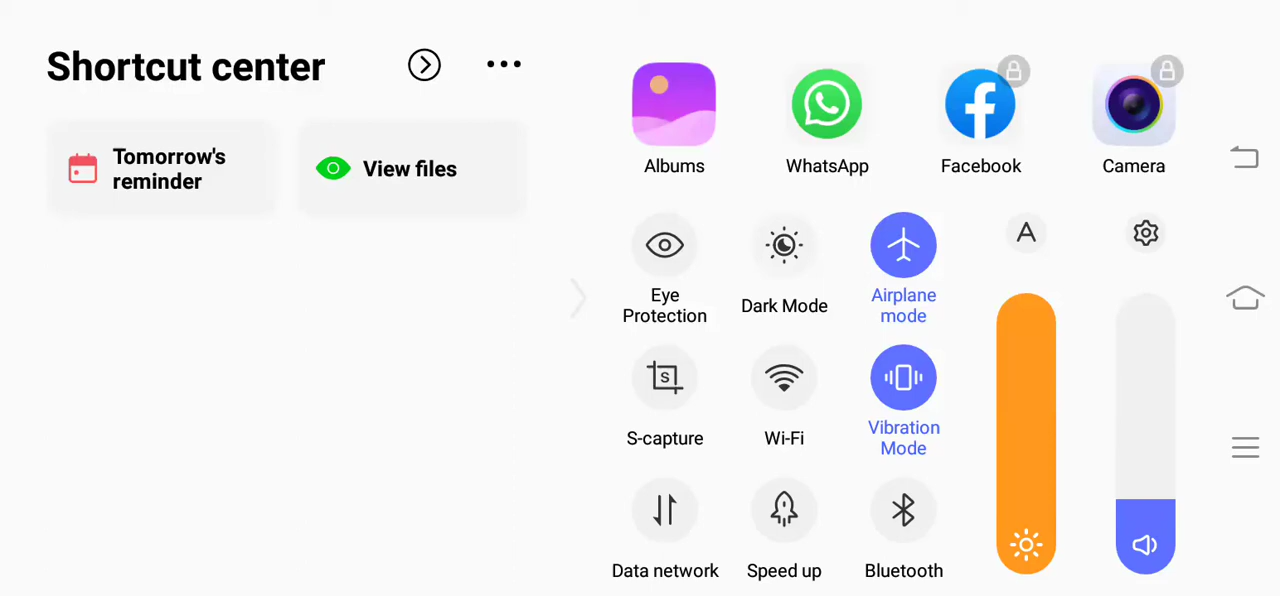 Shortcut center
Tomorrow's
reminder
View files
Albums
WhatsApp
Facebook
Camera
Eye
Protection
Dark Mode
Airplane
mode
A
S
S-capture
Wi-Fi
Vibration
Mode
Data network
Speed up
Bluetooth